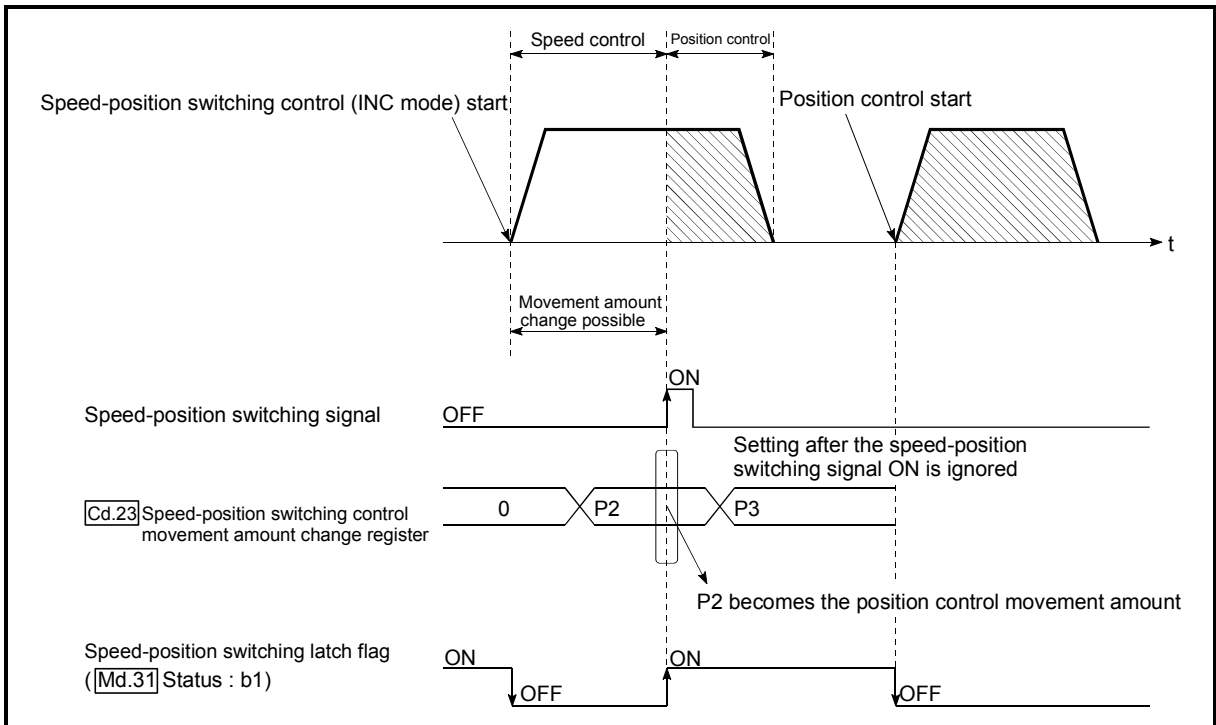 Speed control
Position control
Speed-position switching control (INC mode) start
Position control start
t
Movement amount
change possible
ON
Speed-position switching signal
OFF
Setting after the speed-position
switching signal ON is ignored
Cd.23 Speed-position switching control
movement amount change register
0
P2
P3
P2 becomes the position control movement amount
Speed-position switching latch flag
( Md.31 Status : b1)
ON
OFF
ON
OFF